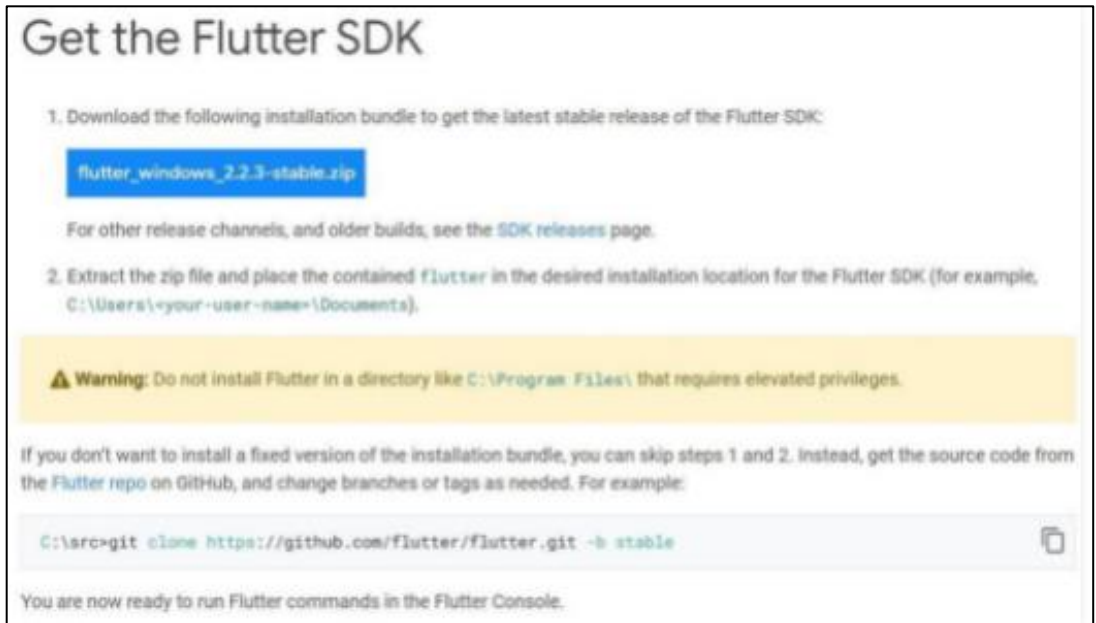 Get the Flutter SDK
1. Download the following installation bundle to get the latest stable release of the Flutter SDK:
flutter_windows_2.2.3-stable.zip
For other release channels, and older builds, see the SDK releases page.
2. Extract the zip file and place the contained flutter in the desired installation location for the Flutter SDK (for example,
C:\Users\<your-user-name>\Documents).
Warning: Do not install Flutter in a directory like C:\Program Files\ that requires elevated privileges.
If you don't want to install a fixed version of the installation bundle, you can skip steps 1 and 2. Instead, get the source code from
the Flutter repo on GitHub, and change branches or tags as needed. For example:
C:\src>git clone https://github.com/flutter/flutter.git -b stable
You are now ready to run Flutter commands in the Flutter Console.